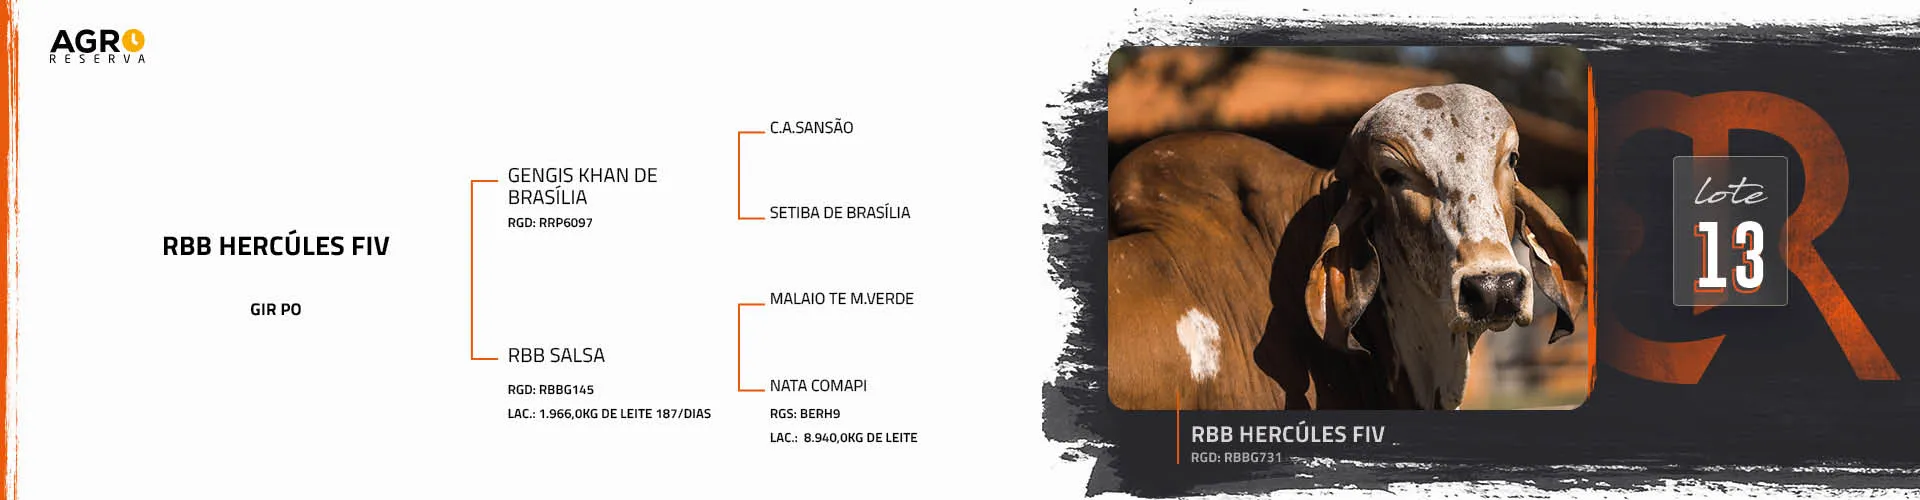 AGRO
RESERVA
RBB HERCÚLES FIV
GIR PO
GENGIS KHAN DE
BRASÍLIA
RGD: RRP6097
RBB SALSA
RGD: RBBG145
LAC.: 1.966,0KG DE LEITE 187/DIAS
C.A.SANSÃO
SETIBA DE BRASÍLIA
MALAIO TE M.VERDE
NATA COMAPI
RGS: BERH9
LAC.: 8.940,0KG DE LEITE
lote
13
RBB HERCÚLES FIV
RGD: RBBG731